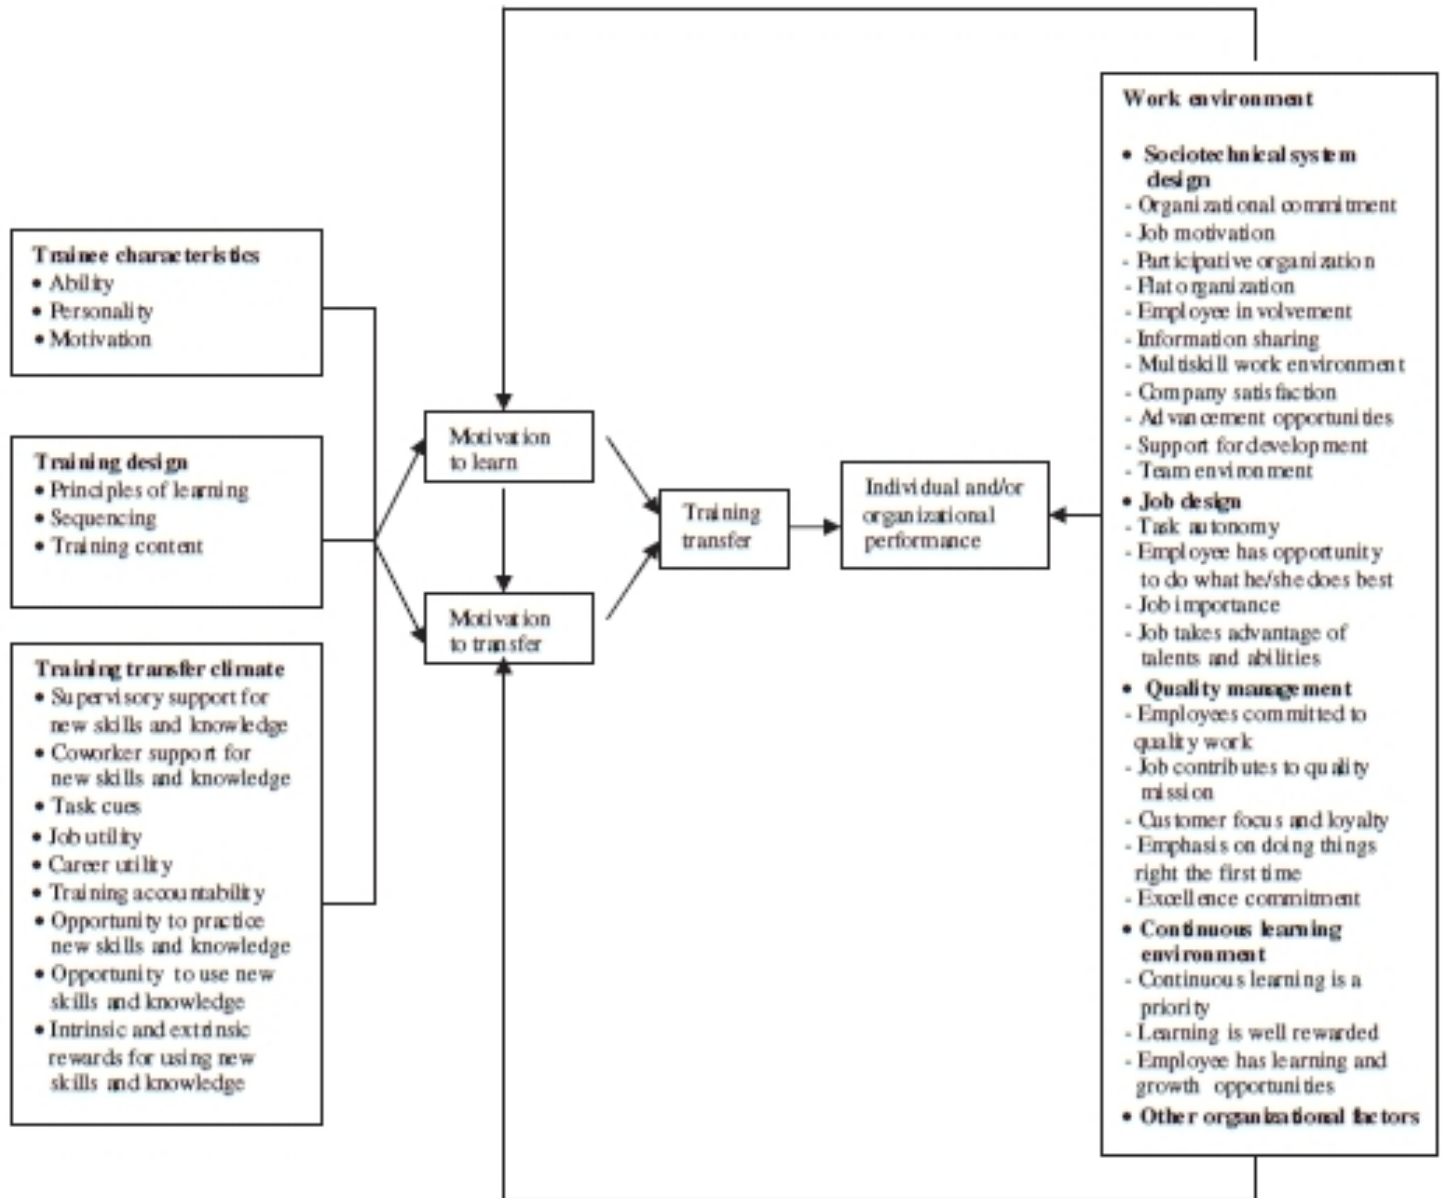 Trainee characteristics
• Ability
• Personality
• Motivation
Training design
• Principles of learning
• Sequencing
• Training content
Training transfer climate
• Supervisory support for
new skills and knowledge
• Coworker support for
new skills and knowledge
• Task cues
• Job utility
• Career utility
• Training accountability
• Opportunity to practice
new skills and knowledge
• Opportunity to use new
skills and knowledge
• Intrinsic and extrinsic
rewards for using new
skills and knowledge
Motivation
to learn
Motivation
to transfer
Training
transfer
Individual and/or
organizational
performance
Work environment
• Sociotechnical system
design
- Organizational commitment
- Job motivation
- Participative organization
- Flat organization
- Employee involvement
- Information sharing
- Multiskill work environment
- Company satisfaction
- Advancement opportunities
- Support for development
- Team environment
• Job design
- Task autonomy
- Employee has opportunity
to do what he/she does best
- Job importance
- Job takes advantage of
talents and abilities
• Quality management
- Employees committed to
quality work
- Job contributes to quality
mission
- Customer focus and loyalty
- Emphasis on doing things
right the first time
- Excellence commitment
• Continuous learning
environment
- Continuous learning is a
priority
- Learning is well rewarded
- Employee has learning and
growth opportunities
• Other organizational factors